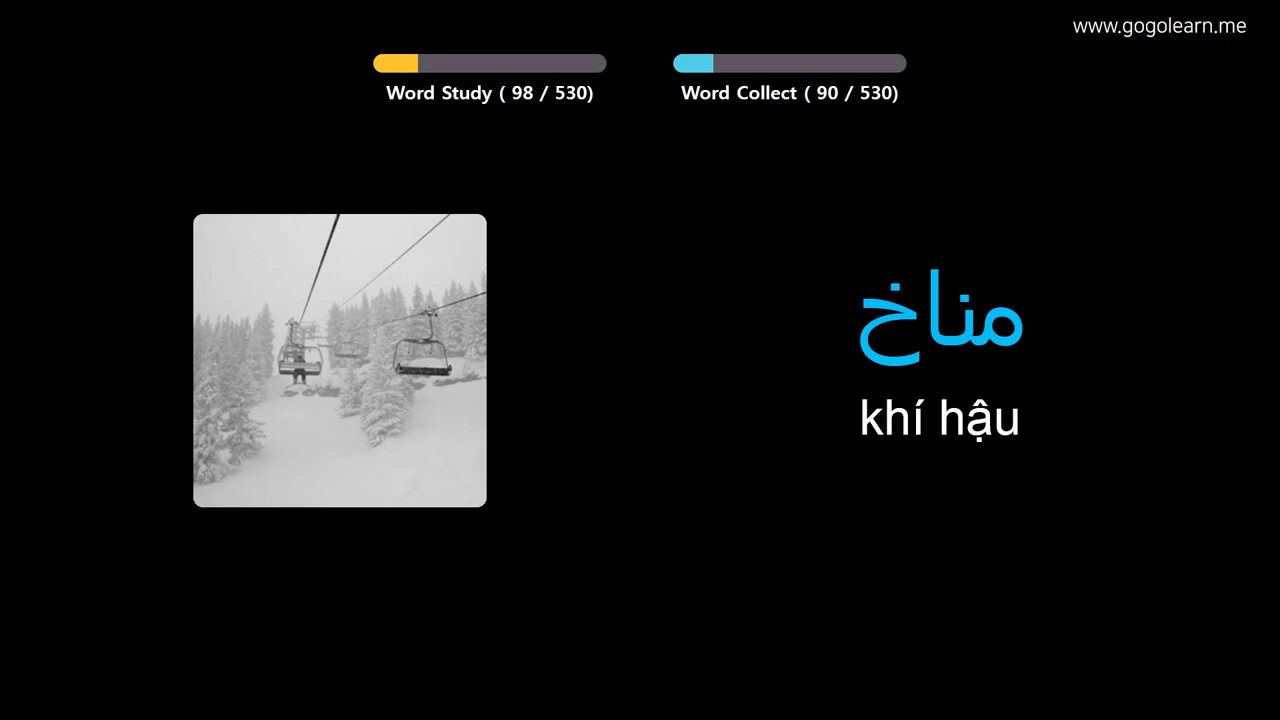 www.gogolearn.me
Word Study ( 98 / 530)
Word Collect ( 90 / 530)
مناخ
khí hậu